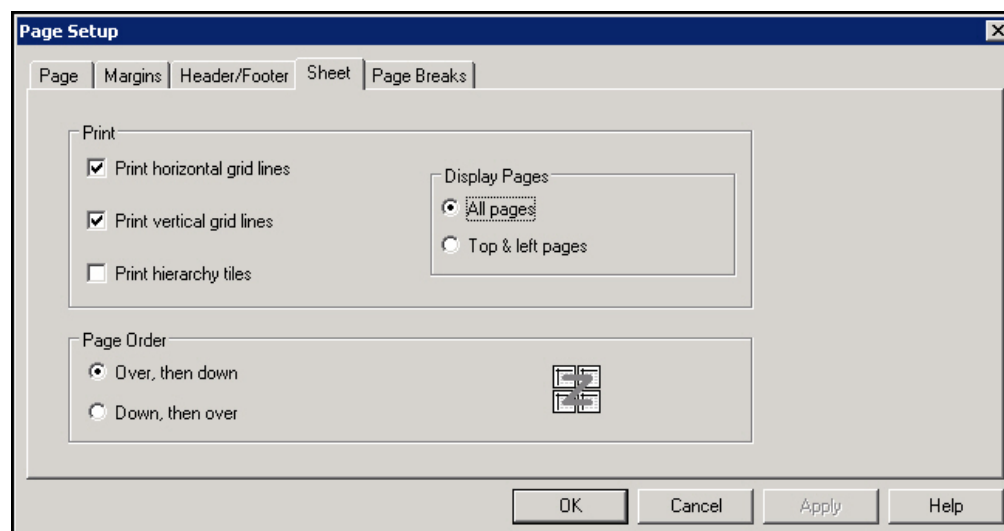 Page Setup
Page Margins Header/Footer Sheet Page Breaks
Print
Print horizontal grid lines
Print vertical grid lines
Print hierarchy tiles
Display Pages
All pages
Top & left pages
Page Order
Over, then down
Down, then over
OK Cancel Apply Help